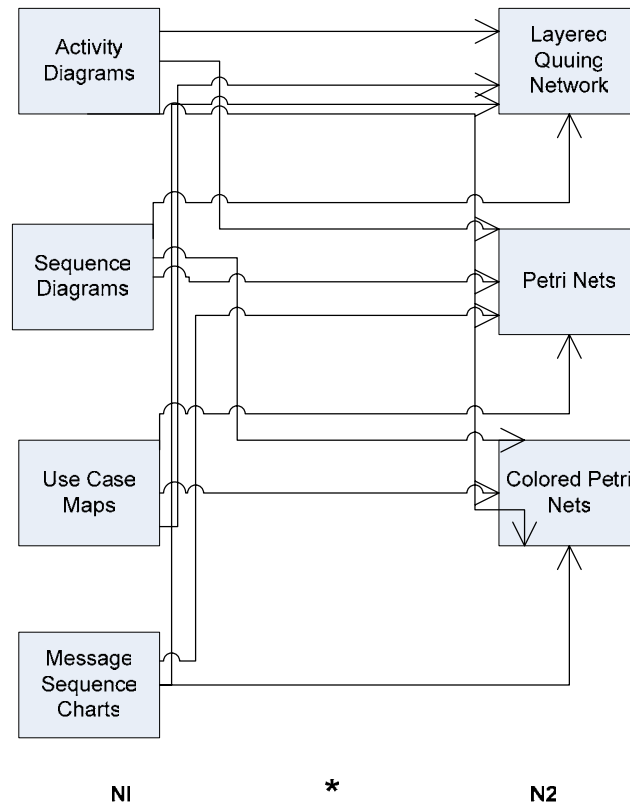 Activity
Diagrams
Layerec
Quuing
Network
Sequence
Diagrams
Petri Nets
Use Case
Maps
Colored Petri
Nets
Message
Sequence
Charts
NI * N2